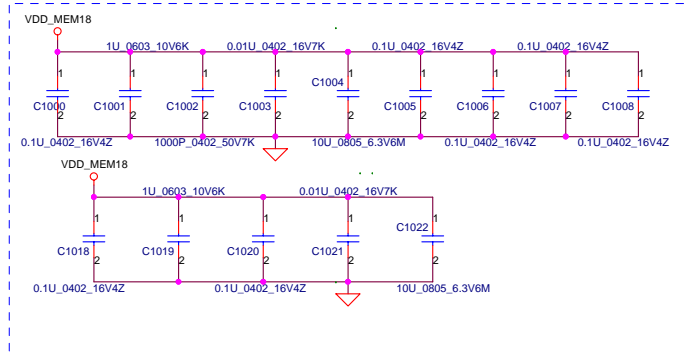 VDD_MEM18
1U_0603_10V6K 0.01U_0402_16V7K 0.1U_0402_16V4Z 0.1U_0402_16V4Z
1 1 1 1 C1004 1 1 1 1 1
C1000 C1001 C1002 C1003 C1005 C1006 C1007 C1008
2 2 2 2 2 2 2 2 2
0.1U_0402_16V4Z 1000P_0402_50V7K 10U_0805_6.3V6M 0.1U_0402_16V4Z 0.1U_0402_16V4Z
VDD_MEM18
1U_0603_10V6K 0.01U_0402_16V7K
1 1 1 1 C1022 1
C1018 C1019 C1020 C1021
2 2 2 2 2
0.1U_0402_16V4Z 0.1U_0402_16V4Z 10U_0805_6.3V6M